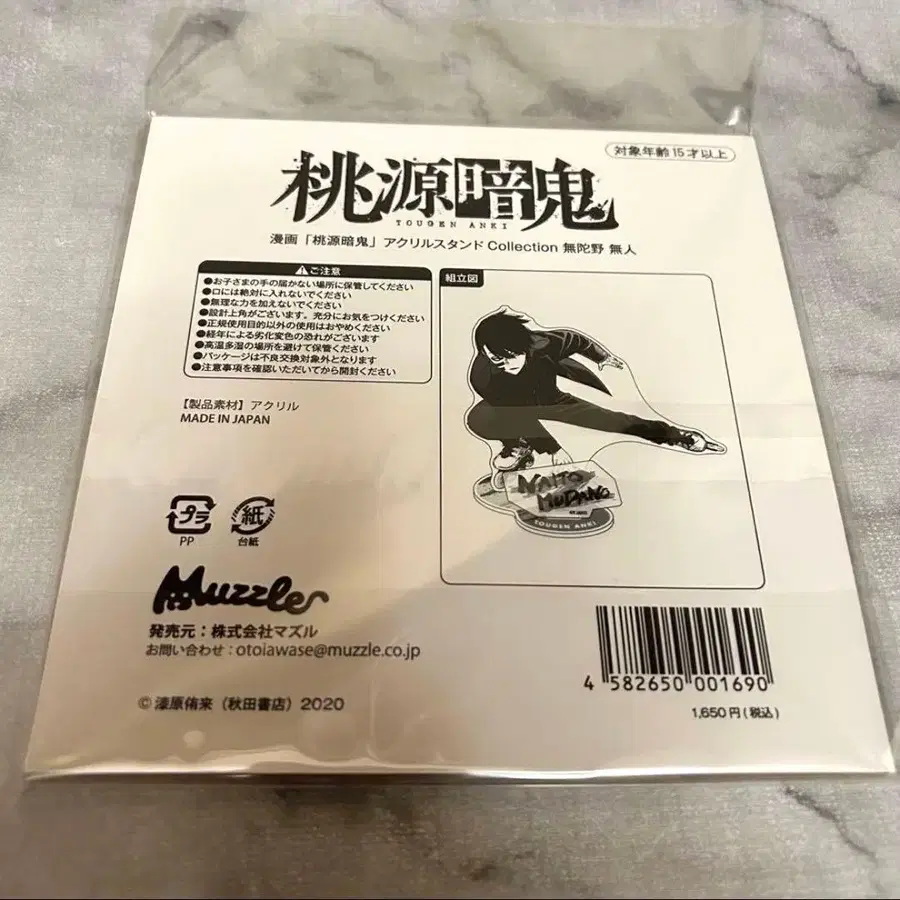 対象年齢15才以上
桃源暗鬼
TOUGEN ANKI
漫画「桃源暗鬼」アクリルスタンド Collection 無陀野 無人
⚠ご注意
●お子さまの手の届かない場所に保管してください
●口には絶対に入れないでください
●無理な力を加えないでください
●設計上角がございます。充分にお気をつけください
●正規使用目的以外の使用はおやめください
●経年による劣化変色の恐れがございます
●高温多湿の場所を避けて保管ください
●パッケージは不良交換対象外となります
●注意事項を確認いただいてから開封ください
【製品素材】アクリル
MADE IN JAPAN
組立図
NAITO
MUDANO
TOUGEN ANKI
プラ
PP
紙
台紙
Muzzle
発売元：株式会社マズル
お問い合わせ：otoiawase@muzzle.co.jp
© 漆原侑来（秋田書店）2020
4 582650 001690
1,650円(税込)